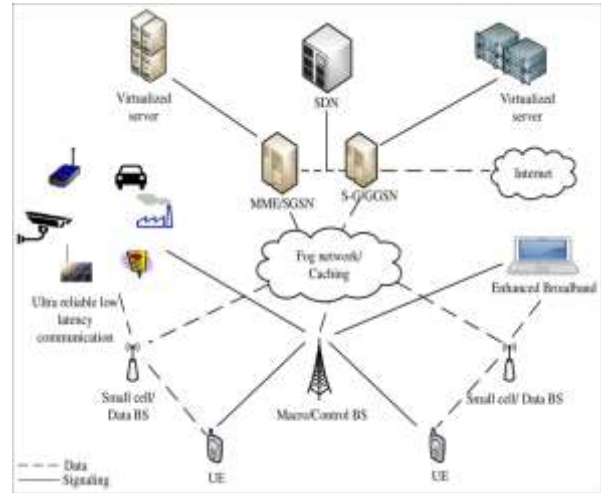 Virtualized
server
SDN
Virtualized
server
MME/SGSN
S-G/GGSN
Internet
Fog network/
Caching
Ultra reliable low
latency
communication
Enhanced Broadband
Small cell/
Data BS
Macro/Control BS
Small cell/ Data BS
UE
UE
Data
Signaling